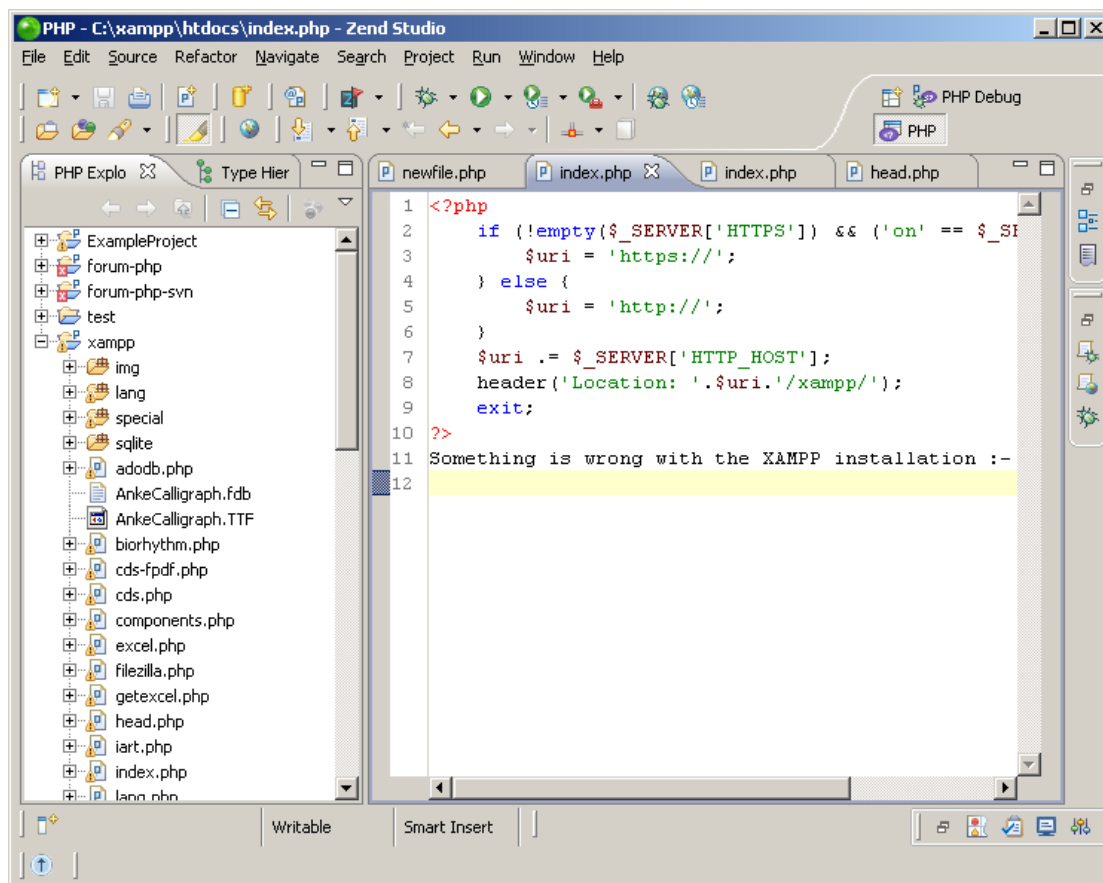 PHP - C:\xampp\htdocs\index.php - Zend Studio
File Edit Source Refactor Navigate Search Project Run Window Help
PHP Debug
PHP
PHP Explo Type Hier
newfile.php index.php index.php head.php
ExampleProject
forum-php
forum-php-svn
test
xampp
img
lang
special
sqlite
adodb.php
AnkeCalligraph.fdb
AnkeCalligraph.TTF
biorhythm.php
cds-fpdf.php
cds.php
components.php
excel.php
filezilla.php
getexcel.php
head.php
iart.php
index.php
lang.php
1 <?php
2 if (!empty($_SERVER['HTTPS']) && ('on' == $_SE
3 $uri = 'https://';
4 } else {
5 $uri = 'http://';
6 }
7 $uri .= $_SERVER['HTTP_HOST'];
8 header('Location: '.$uri.'/xampp/');
9 exit;
10 ?>
11 Something is wrong with the XAMPP installation :-
12
Writable Smart Insert